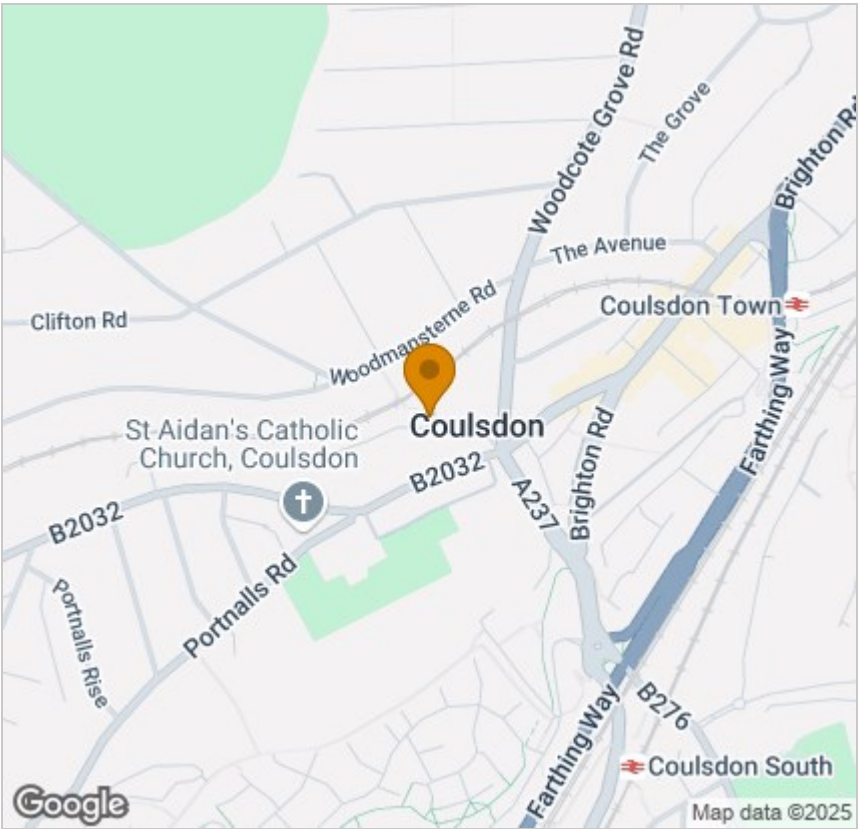 Woodcote Grove Rd
The Grove
Brighton Rd
The Avenue
Coulsdon Town
Clifton Rd
Woodmansterne Rd
Farthing Way
St Aidan's Catholic
Church, Coulsdon
Coulsdon
B2032
A237
Brighton Rd
B2032
Portnalls Rd
Portnalls Rise
B276
Farthing Way
Coulsdon South
Google
Map data ©2025